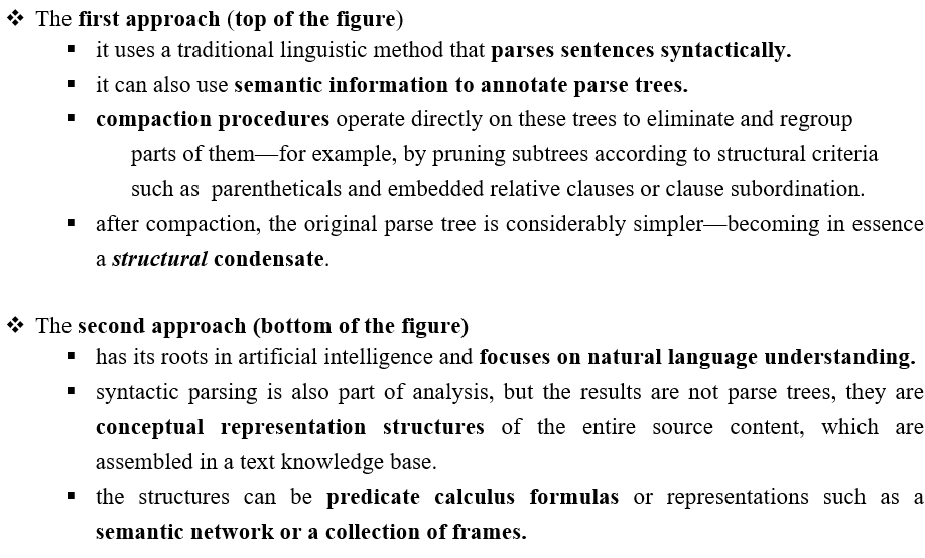 ❖ The first approach (top of the figure)
▪ it uses a traditional linguistic method that parses sentences syntactically.
▪ it can also use semantic information to annotate parse trees.
▪ compaction procedures operate directly on these trees to eliminate and regroup
parts of them—for example, by pruning subtrees according to structural criteria
such as parentheticals and embedded relative clauses or clause subordination.
▪ after compaction, the original parse tree is considerably simpler—becoming in essence
a structural condensate.
❖ The second approach (bottom of the figure)
▪ has its roots in artificial intelligence and focuses on natural language understanding.
▪ syntactic parsing is also part of analysis, but the results are not parse trees, they are
conceptual representation structures of the entire source content, which are
assembled in a text knowledge base.
▪ the structures can be predicate calculus formulas or representations such as a
semantic network or a collection of frames.